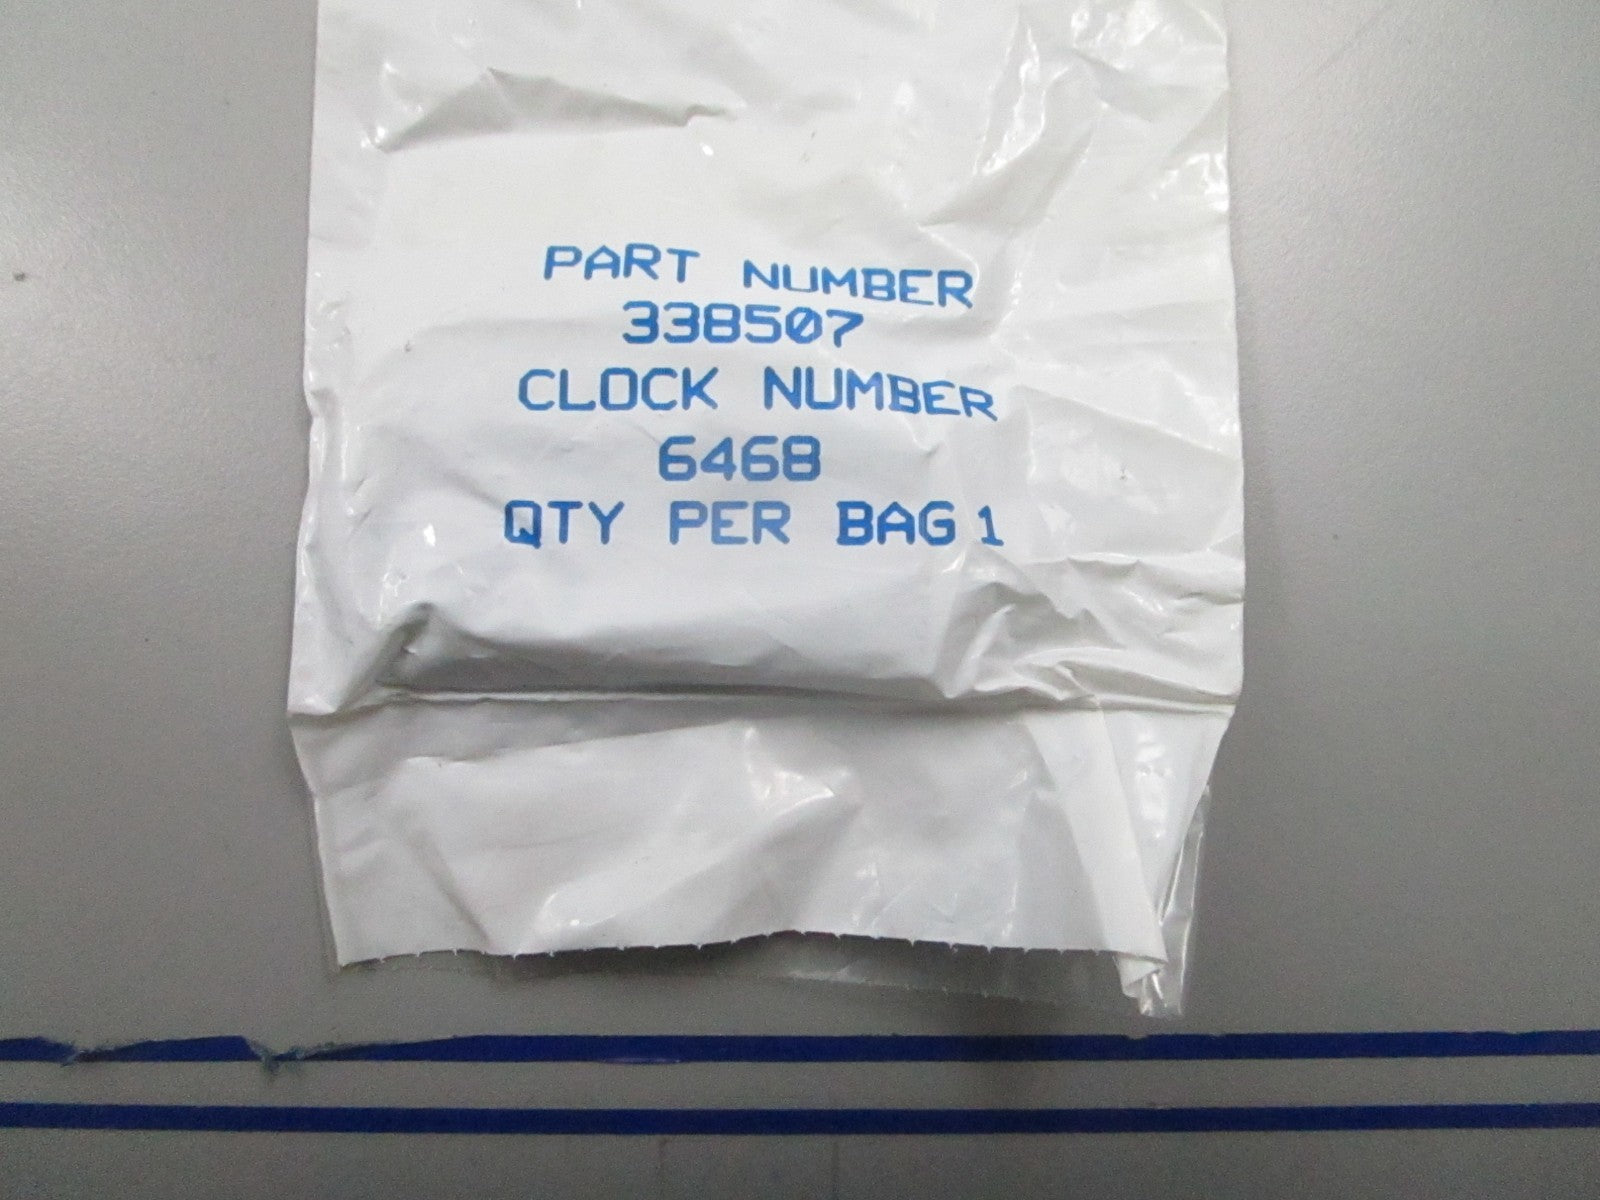 PART NUMBER
338507
CLOCK NUMBER
6468
QTY PER BAG 1